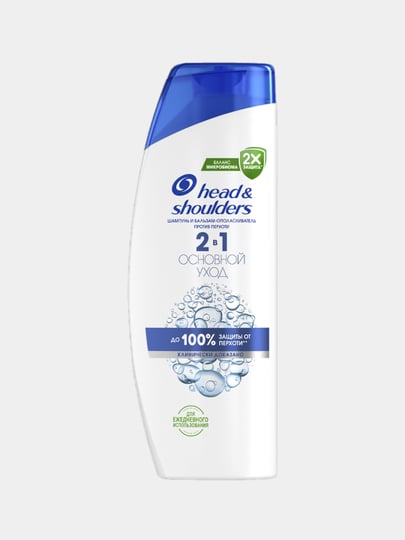 БАЛАНС
МИКРОБИОМА
2X
ЗАЩИТА*
head&
shoulders
ШАМПУНЬ И БАЛЬЗАМ-ОПОЛАСКИВАТЕЛЬ
ПРОТИВ ПЕРХОТИ
2 в 1
ОСНОВНОЙ
УХОД
ДО 100% ЗАЩИТЫ ОТ
ПЕРХОТИ**
КЛИНИЧЕСКИ ДОКАЗАНО
ДЛЯ
ЕЖЕДНЕВНОГО
ИСПОЛЬЗОВАНИЯ